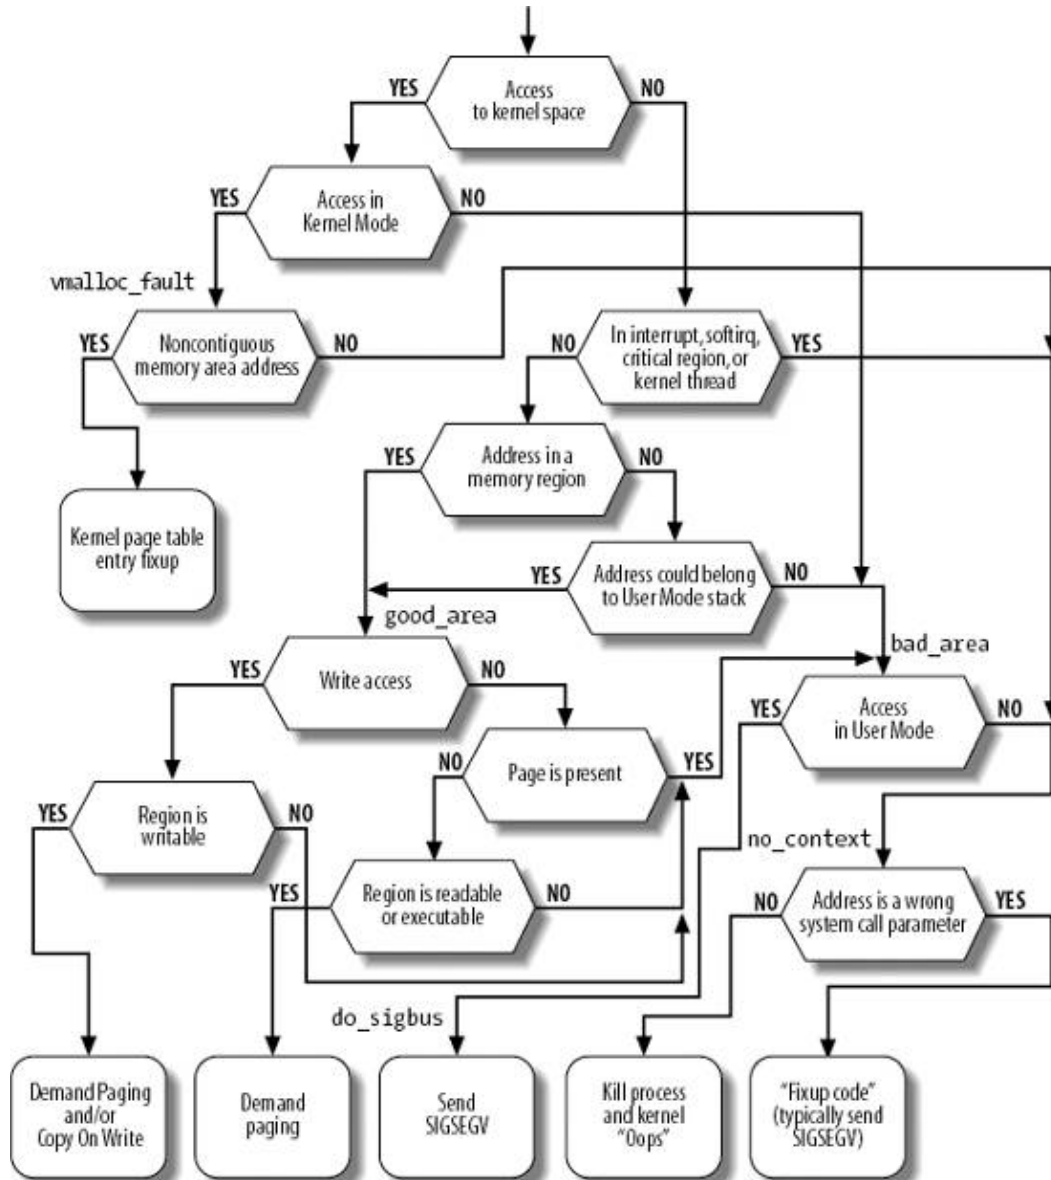 Access
to kernel space
YES
NO
Access in
Kernel Mode
YES
NO
vmalloc_fault
Noncontiguous
memory area address
YES
NO
In interrupt, softirq,
critical region, or
kernel thread
NO
YES
Address in a
memory region
YES
NO
Kernel page table
entry fixup
Address could belong
to User Mode stack
YES
NO
good_area
bad_area
Write access
YES
NO
Access
in User Mode
YES
NO
Page is present
NO
YES
Region is
writable
YES
NO
no_context
Region is readable
or executable
YES
NO
Address is a wrong
system call parameter
NO
YES
do_sigbus
Demand Paging
and/or
Copy On Write
Demand
paging
Send
SIGSEGV
Kill process
and kernel
“Oops”
“Fixup code”
(typically send
SIGSEGV)